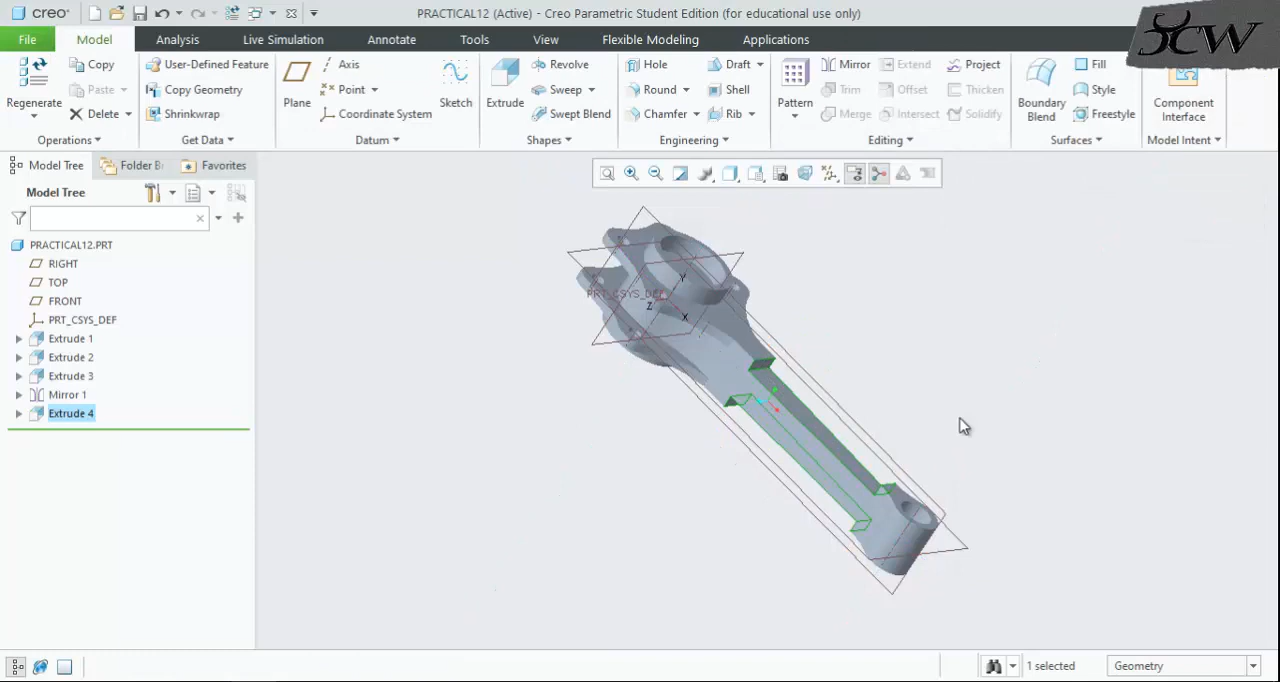 creo PRACTICAL12 (Active) - Creo Parametric Student Edition (for educational use only)
XCW
File Model Analysis Live Simulation Annotate Tools View Flexible Modeling Applications
Regenerate Copy Paste Delete
Operations
User-Defined Feature Copy Geometry Shrinkwrap
Get Data
Plane Axis Point Coordinate System Sketch
Datum
Extrude Revolve Sweep Swept Blend
Shapes
Hole Draft Round Shell Chamfer Rib
Engineering
Pattern Mirror Extend Project Trim Offset Thicken Merge Intersect Solidify
Editing
Boundary Blend Fill Style Freestyle
Surfaces
Component Interface
Model Intent
Model Tree Folder B Favorites
Model Tree
PRACTICAL12.PRT
RIGHT
TOP
FRONT
PRT_CSYS_DEF
Extrude 1
Extrude 2
Extrude 3
Mirror 1
Extrude 4
Y
PRT_CSYS_DEF
Z
X
1 selected Geometry